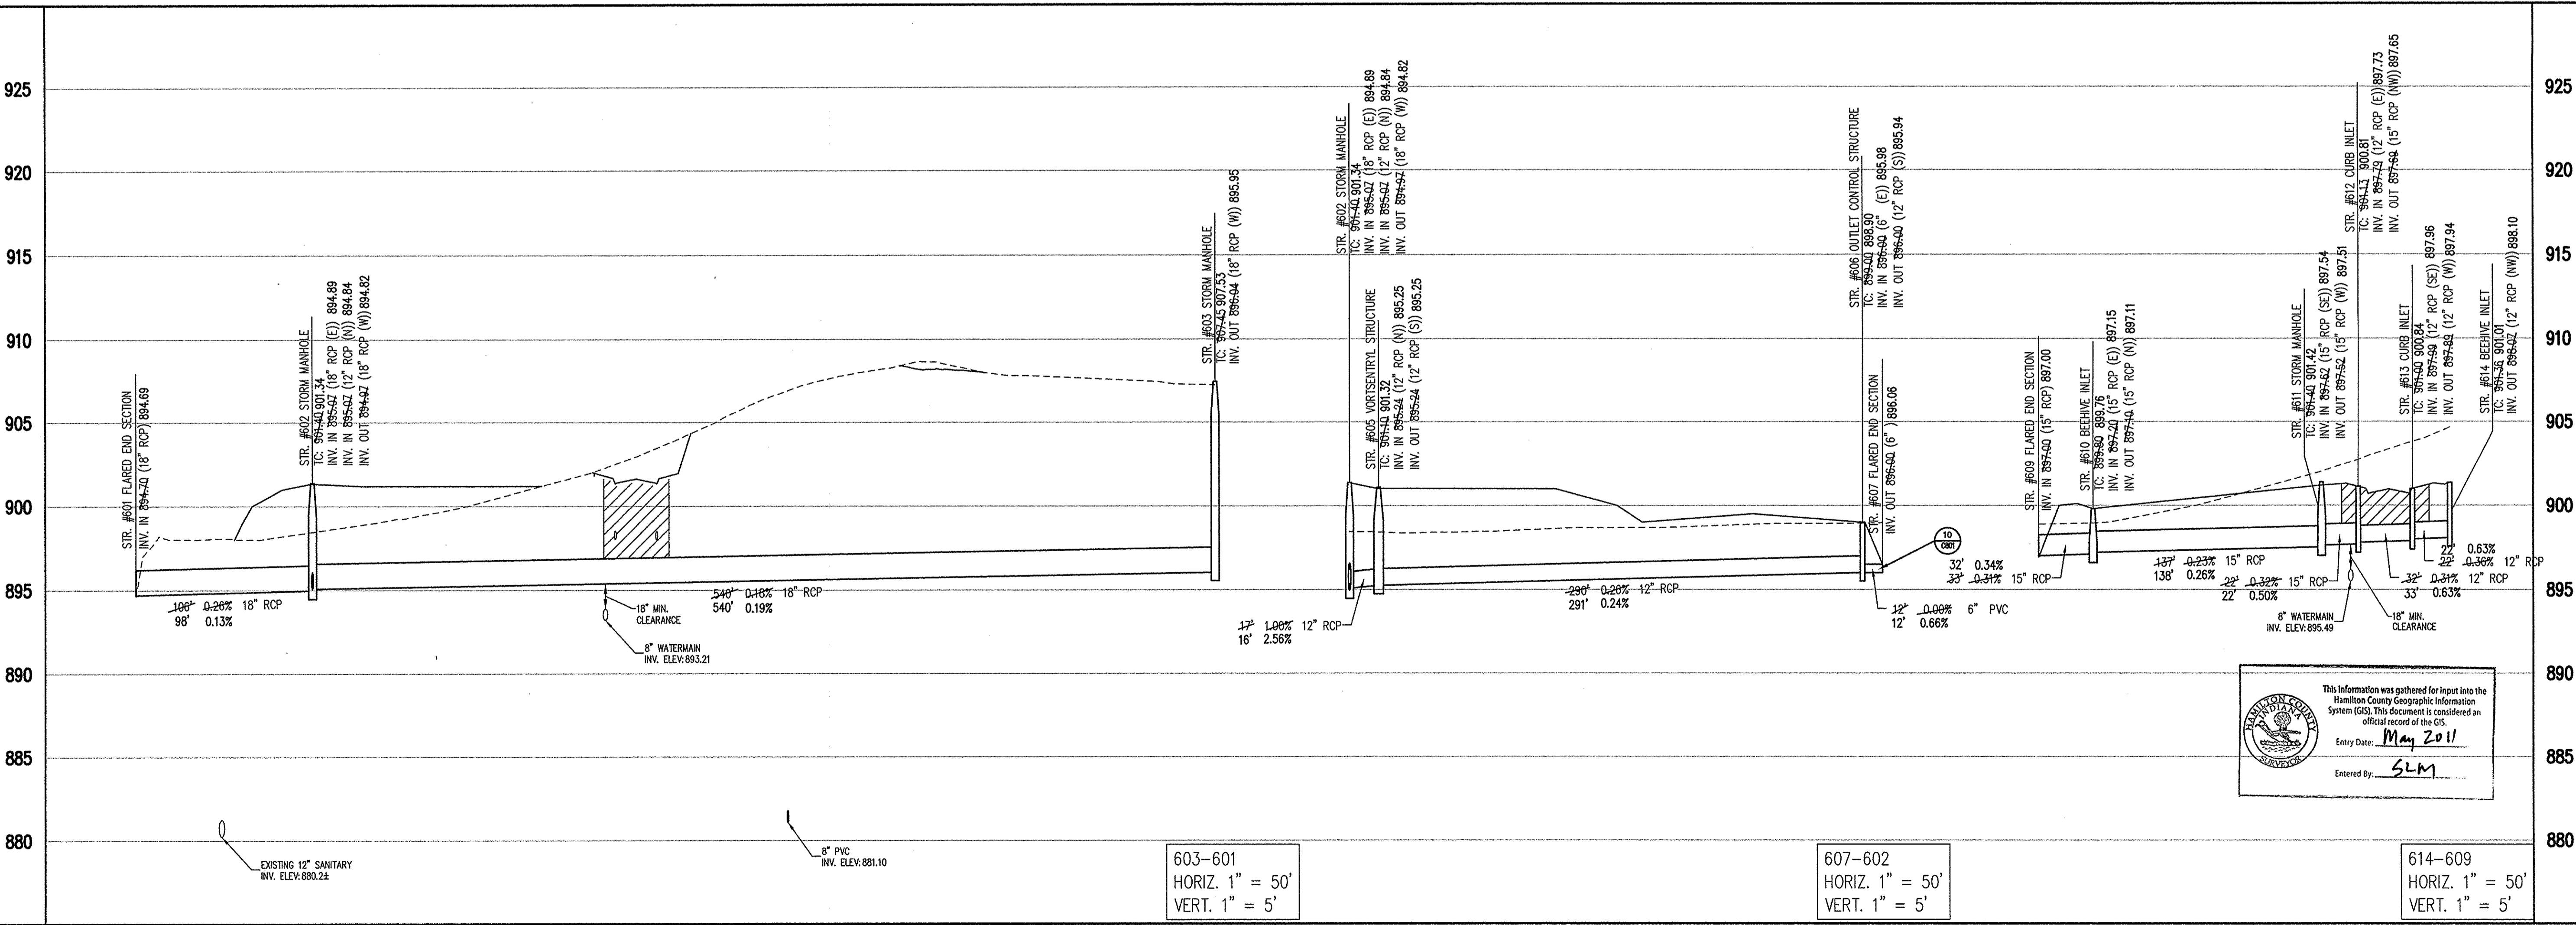 925
920
915
910
905
900
895
890
885
880
STR. #601 FLARED END SECTION
INV. IN 894.70 (18" RCP) 894.69
STR. #602 STORM MANHOLE
TC: 901.40 901.34
INV. IN 895.07 (18" RCP (E)) 894.89
INV. IN 895.07 (12" RCP (N)) 894.84
INV. OUT 894.97 (18" RCP (W)) 894.82
106' 0.26% 18" RCP
98' 0.13%
18" MIN.
CLEARANCE
8" WATERMAIN
INV. ELEV: 893.21
540' 0.18% 18" RCP
540' 0.19%
STR. #603 STORM MANHOLE
TC: 907.45 907.53
INV. OUT 896.04 (18" RCP (W)) 895.95
EXISTING 12" SANITARY
INV. ELEV: 880.2±
8" PVC
INV. ELEV: 881.10
603-601
HORIZ. 1" = 50'
VERT. 1" = 5'
STR. #602 STORM MANHOLE
TC: 901.40 901.34
INV. IN 895.07 (18" RCP (E)) 894.89
INV. IN 895.07 (12" RCP (N)) 894.84
INV. OUT 894.97 (18" RCP (W)) 894.82
STR. #605 VORTSENTRYL STRUCTURE
TC: 901.10 901.32
INV. IN 895.24 (12" RCP (N)) 895.25
INV. OUT 895.24 (12" RCP (S)) 895.25
17' 1.00% 12" RCP
16' 2.56%
290' 0.26% 12" RCP
291' 0.24%
STR. #606 OUTLET CONTROL STRUCTURE
TC: 899.00 898.90
INV. IN 896.00 (6" (E)) 895.98
INV. OUT 896.00 (12" RCP (S)) 895.94
STR. #607 FLARED END SECTION
INV. OUT 896.00 (6" ) 896.06
10
C801
12' 0.00% 6" PVC
12' 0.66%
607-602
HORIZ. 1" = 50'
VERT. 1" = 5'
STR. #609 FLARED END SECTION
INV. IN 897.00 (15" RCP) 897.00
STR. #610 BEEHIVE INLET
TC: 899.80 899.76
INV. IN 897.20 (15" RCP (E)) 897.15
INV. OUT 897.10 (15" RCP (N)) 897.11
32' 0.34%
33' 0.31% 15" RCP
137' 0.23% 15" RCP
138' 0.26%
STR. #611 STORM MANHOLE
TC: 901.40 901.42
INV. IN 897.62 (15" RCP (SE)) 897.54
INV. OUT 897.52 (15" RCP (W)) 897.51
22' 0.32% 15" RCP
22' 0.50%
STR. #612 CURB INLET
TC: 901.13 900.81
INV. IN 897.79 (12" RCP (E)) 897.73
INV. OUT 897.69 (15" RCP (NW)) 897.65
8" WATERMAIN
INV. ELEV: 895.49
18" MIN.
CLEARANCE
32' 0.31% 12" RCP
33' 0.63%
STR. #613 CURB INLET
TC: 901.00 900.84
INV. IN 897.99 (12" RCP (SE)) 897.96
INV. OUT 897.89 (12" RCP (W)) 897.94
22' 0.63%
22' 0.36% 12" RCP
STR. #614 BEEHIVE INLET
TC: 901.36 901.01
INV. OUT 898.07 (12" RCP (NW)) 898.10
HAMILTON COUNTY
INDIANA
SURVEYOR
This Information was gathered for input into the
Hamilton County Geographic Information
System (GIS). This document is considered an
official record of the GIS.
Entry Date: May 2011
Entered By: SLM
614-609
HORIZ. 1" = 50'
VERT. 1" = 5'
925
920
915
910
905
900
895
890
885
880